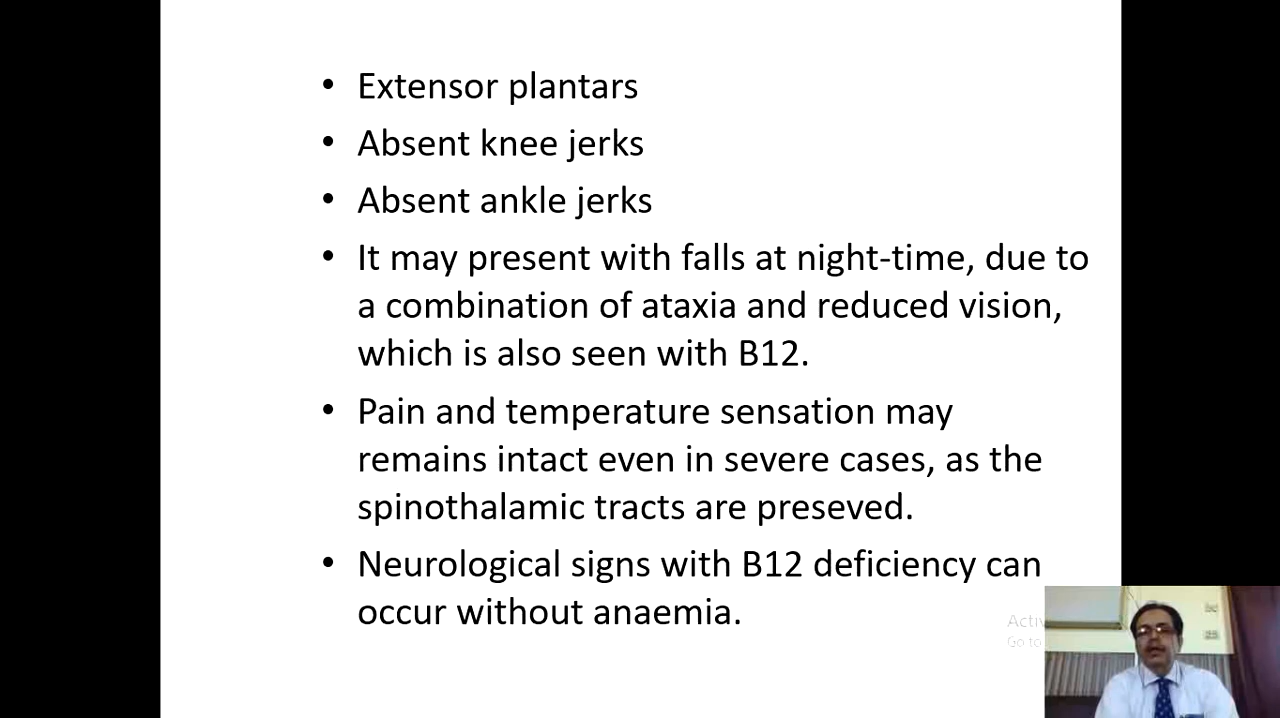 • Extensor plantars
• Absent knee jerks
• Absent ankle jerks
• It may present with falls at night-time, due to
a combination of ataxia and reduced vision,
which is also seen with B12.
• Pain and temperature sensation may
remains intact even in severe cases, as the
spinothalamic tracts are preseved.
• Neurological signs with B12 deficiency can
occur without anaemia.
Activ
Go to